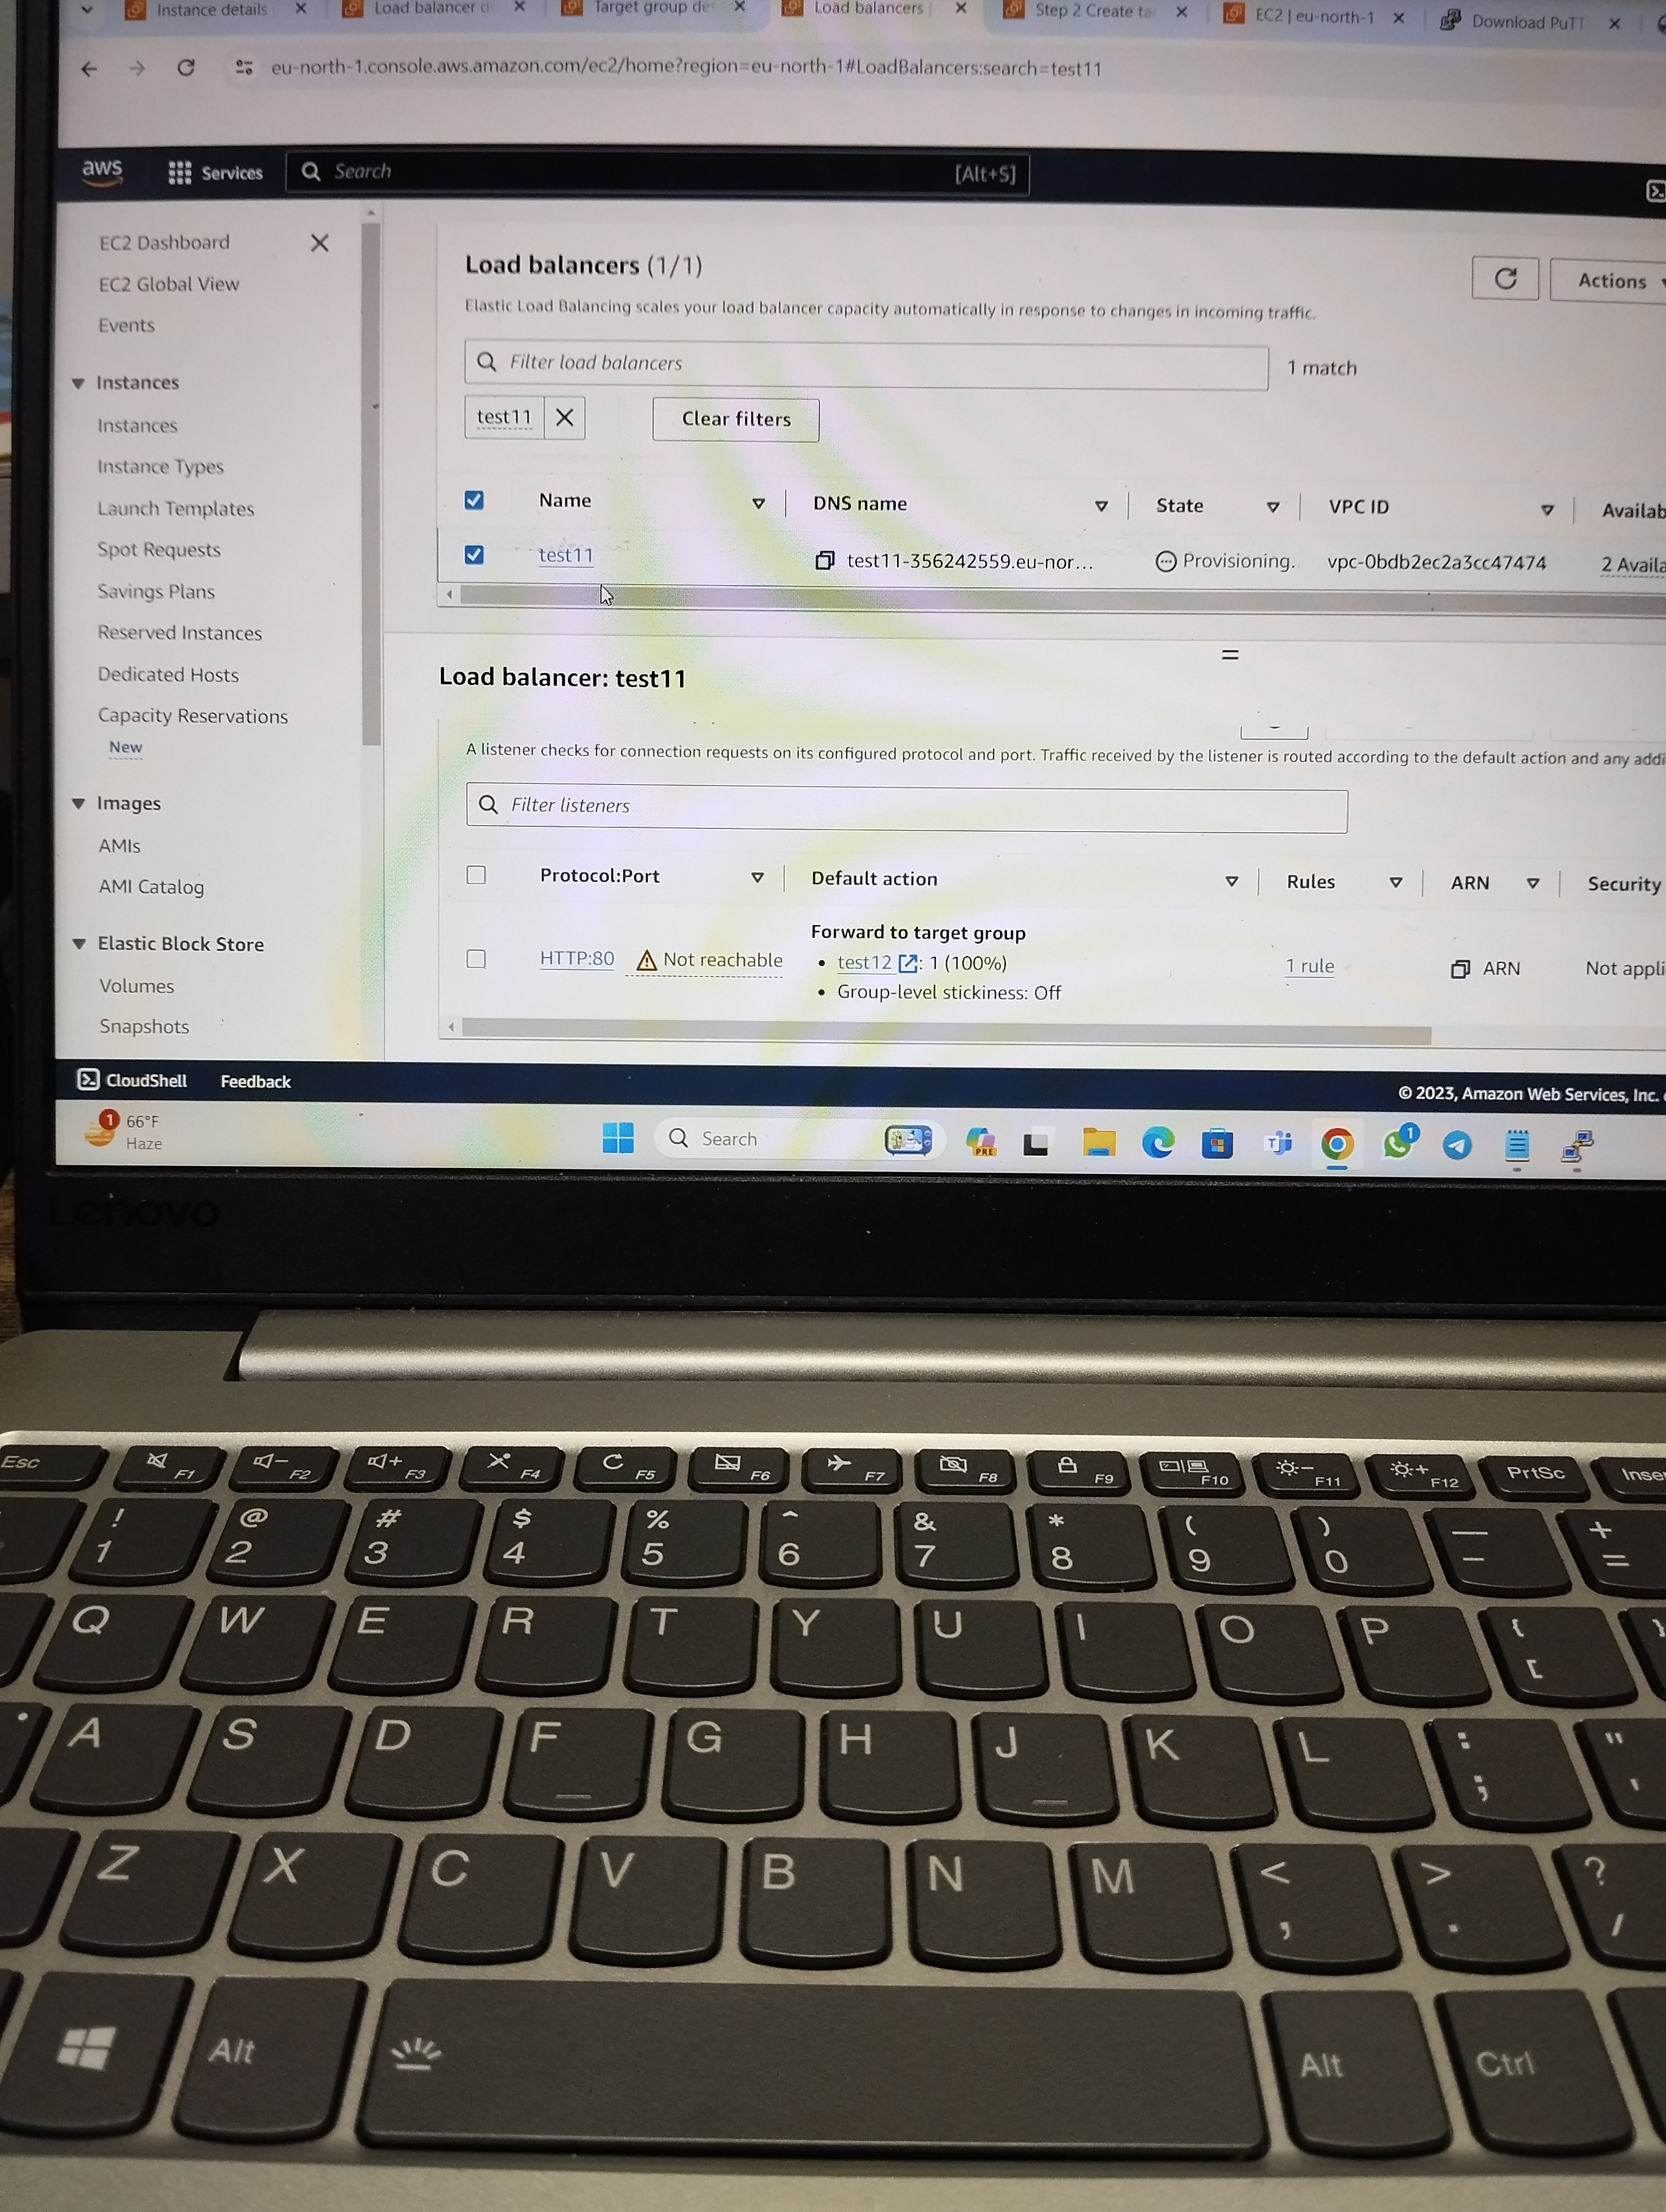 Instance details
Load balancer d
Target group de
Load balancers
Step 2 Create ta
EC2 | eu-north-1
Download PuTT
eu-north-1.console.aws.amazon.com/ec2/home?region=eu-north-1#LoadBalancers:search=test11
aws
Services
Search
[Alt+S]
EC2 Dashboard
EC2 Global View
Events
Instances
Instances
Instance Types
Launch Templates
Spot Requests
Savings Plans
Reserved Instances
Dedicated Hosts
Capacity Reservations
New
Images
AMIs
AMI Catalog
Elastic Block Store
Volumes
Snapshots
Load balancers (1/1)
Actions
Elastic Load Balancing scales your load balancer capacity automatically in response to changes in incoming traffic.
Filter load balancers
1 match
test11
Clear filters
Name DNS name State VPC ID Availab
test11 test11-356242559.eu-nor... Provisioning. vpc-0bdb2ec2a3cc47474 2 Availa
Load balancer: test11
A listener checks for connection requests on its configured protocol and port. Traffic received by the listener is routed according to the default action and any addi
Filter listeners
Protocol:Port Default action Rules ARN Security
Forward to target group
HTTP:80 Not reachable • test12 : 1 (100%) 1 rule ARN Not appli
• Group-level stickiness: Off
CloudShell Feedback
© 2023, Amazon Web Services, Inc.
1 66°F
Haze
Search
PRE
1
Lenovo
Esc F1 F2 F3 F4 F5 F6 F7 F8 F9 F10 F11 F12 PrtSc Inse
! @ # $ % ^ & * ( ) — +
1 2 3 4 5 6 7 8 9 0 - =
Q W E R T Y U I O P { [ }
A S D F G H J K L : ; " '
Z X C V B N M < , > . ? /
Alt Alt Ctrl